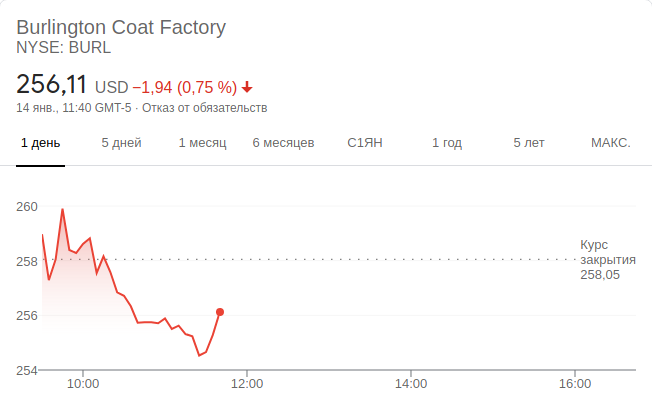 Burlington Coat Factory
NYSE: BURL
256,11 USD −1,94 (0,75 %)
14 янв., 11:40 GMT-5 · Отказ от обязательств
1 день 5 дней 1 месяц 6 месяцев С1ЯН 1 год 5 лет МАКС.
260
258
256
254
Курс
закрытия
258,05
10:00 12:00 14:00 16:00